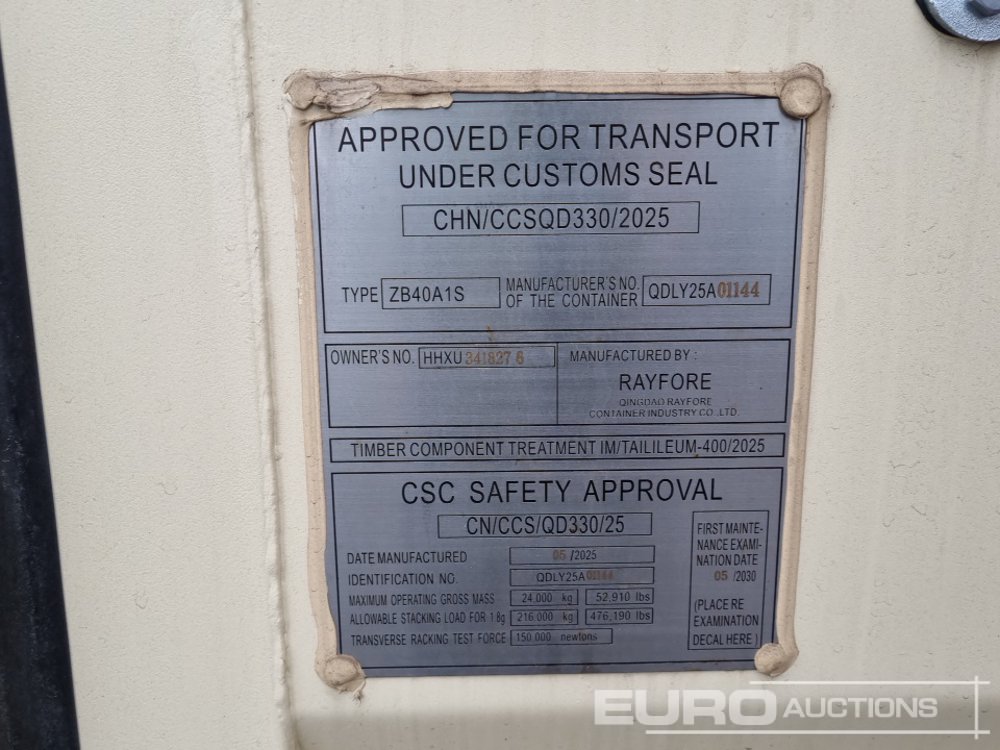 APPROVED FOR TRANSPORT
UNDER CUSTOMS SEAL
CHN/CCSQD330/2025
TYPE ZB40A1S MANUFACTURER'S NO. OF THE CONTAINER QDLY25A01144
OWNER'S NO. HHXU 341827 6
MANUFACTURED BY :
RAYFORE
QINGDAO RAYFORE
CONTAINER INDUSTRY CO.,LTD.
TIMBER COMPONENT TREATMENT IM/TAILILEUM-400/2025
CSC SAFETY APPROVAL
CN/CCS/QD330/25
DATE MANUFACTURED 05 /2025
IDENTIFICATION NO. QDLY25A01144
MAXIMUM OPERATING GROSS MASS 24,000 kg 52,910 lbs
ALLOWABLE STACKING LOAD FOR 1.8g 216,000 kg 476,190 lbs
TRANSVERSE RACKING TEST FORCE 150,000 newtons
FIRST MAINTE-
NANCE EXAMI-
NATION DATE
05 /2030
(PLACE RE
EXAMINATION
DECAL HERE )
EURO AUCTIONS